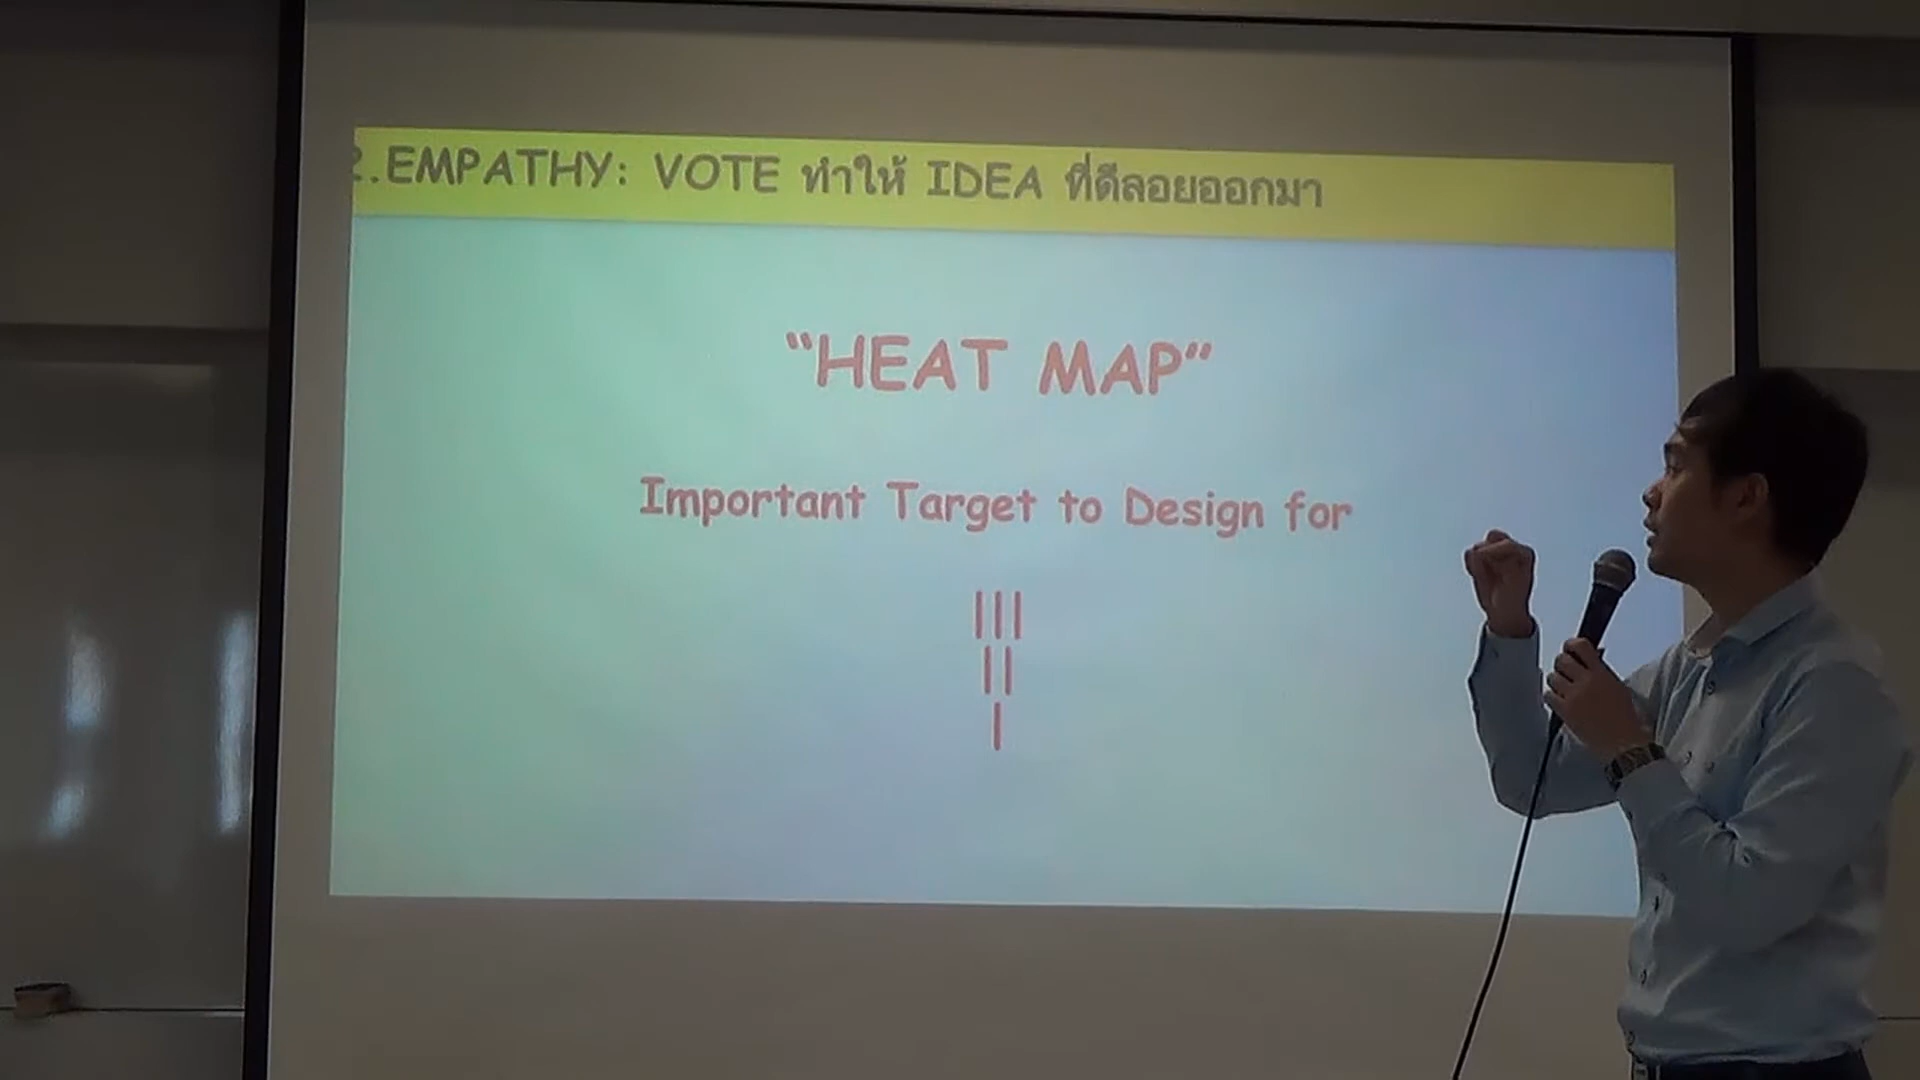 2.EMPATHY: VOTE ทำให้ IDEA ที่ดีลอยออกมา
“HEAT MAP”
Important Target to Design for
|||
||
|